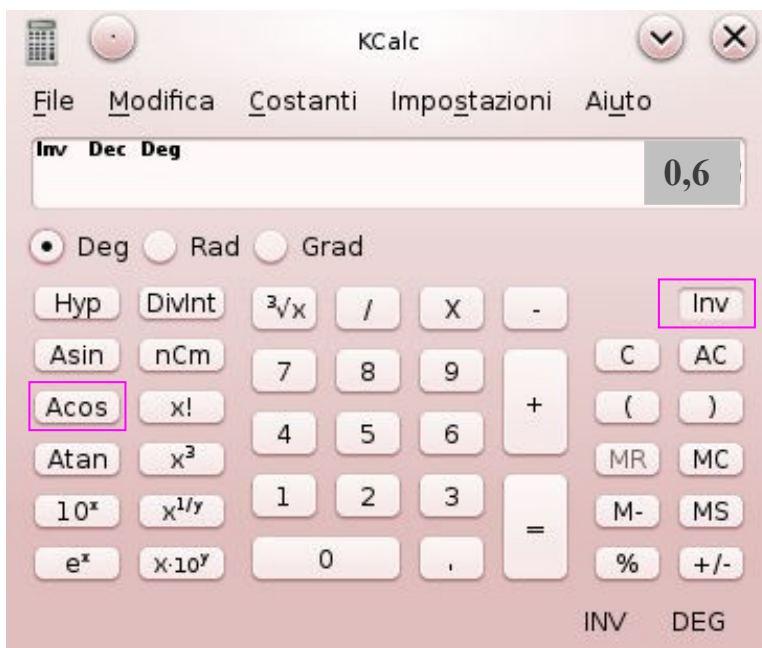 KCalc
File Modifica Costanti Impostazioni Aiuto
Inv Dec Deg
0,6
Deg Rad Grad
Hyp DivInt ³√x / X - Inv
Asin nCm 7 8 9 + C AC
Acos x! ( )
4 5 6
Atan x³ MR MC
1 2 3 =
10ˣ x¹/ʸ M- MS
eˣ x·10ʸ 0 , % +/-
INV DEG